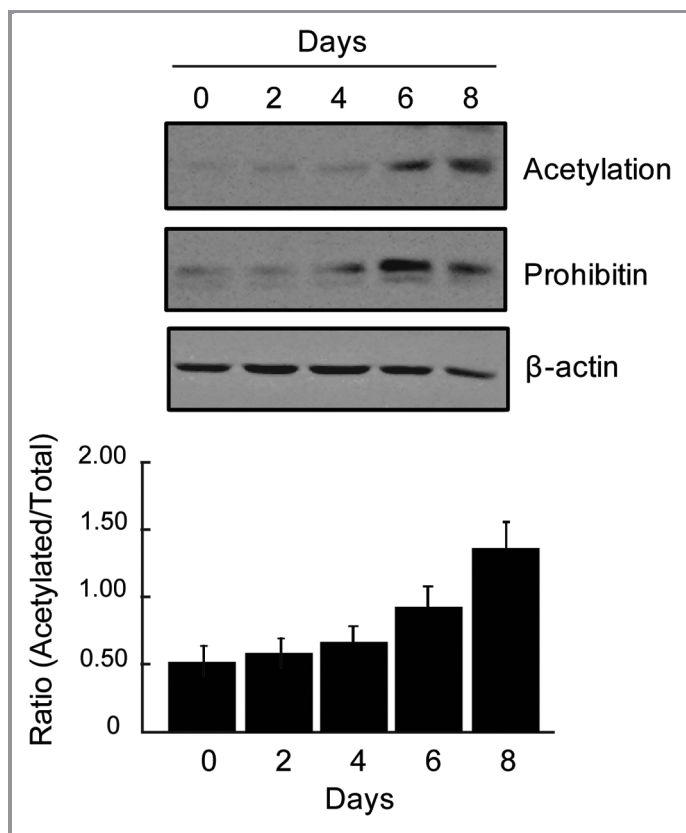 Days
0 2 4 6 8
Acetylation
Prohibitin
β-actin
Ratio (Acetylated/Total)
2.00
1.50
1.00
0.50
0
0 2 4 6 8
Days